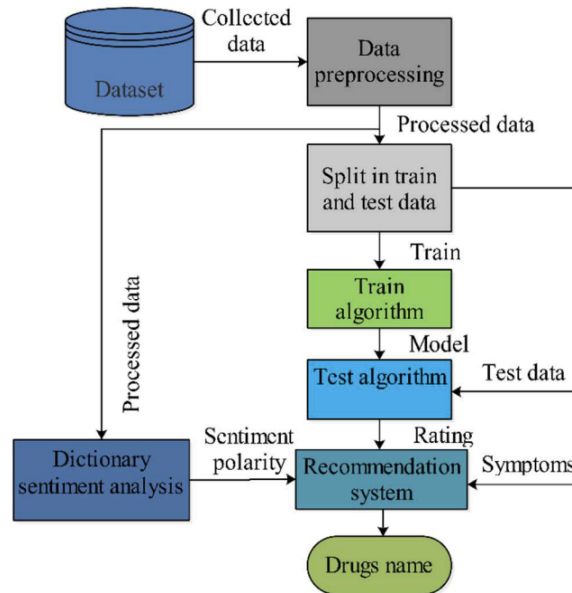 Collected
data
Dataset
Data
preprocessing
Processed data
Split in train
and test data
Train
Train
algorithm
Model
Test algorithm
Test data
Processed data
Rating
Dictionary
sentiment analysis
Sentiment
polarity
Recommendation
system
Symptoms
Drugs name